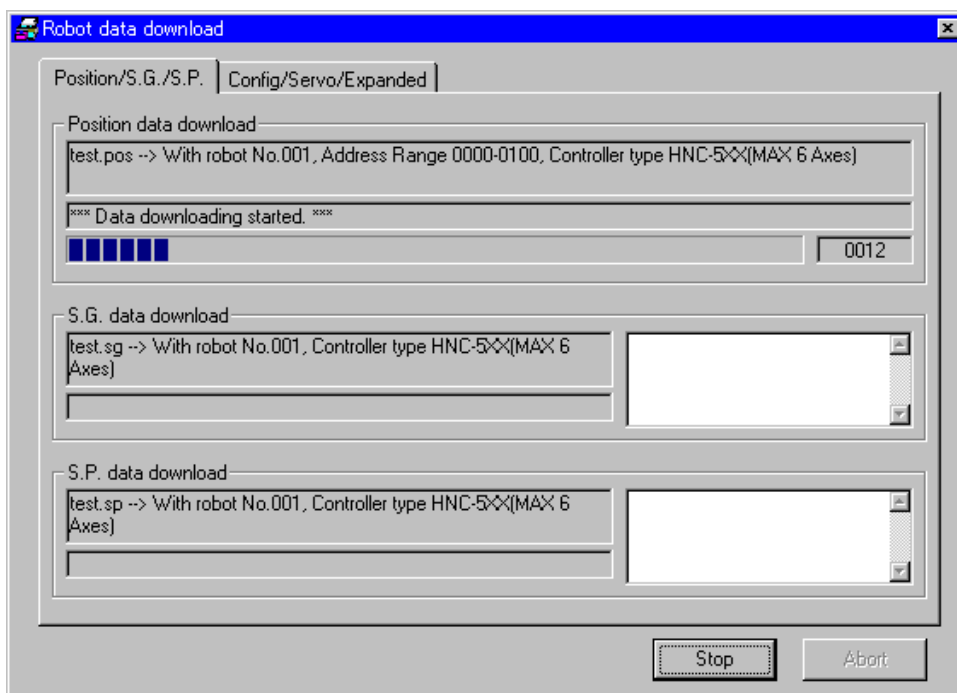 Robot data download
Position/S.G./S.P.
Config/Servo/Expanded
Position data download
test.pos --> With robot No.001, Address Range 0000-0100, Controller type HNC-5XX(MAX 6 Axes)
*** Data downloading started. ***
0012
S.G. data download
test.sg --> With robot No.001, Controller type HNC-5XX(MAX 6
Axes)
S.P. data download
test.sp --> With robot No.001, Controller type HNC-5XX(MAX 6
Axes)
Stop
Abort